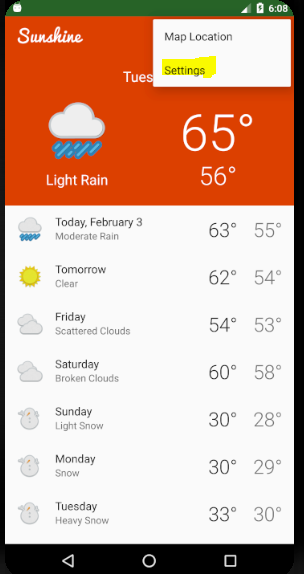 6:08
Sunshine
Map Location
Settings
Tues
65°
Light Rain
56°
Today, February 3
Moderate Rain
63° 55°
Tomorrow
Clear
62° 54°
Friday
Scattered Clouds
54° 53°
Saturday
Broken Clouds
60° 58°
Sunday
Light Snow
30° 28°
Monday
Snow
30° 29°
Tuesday
Heavy Snow
33° 30°